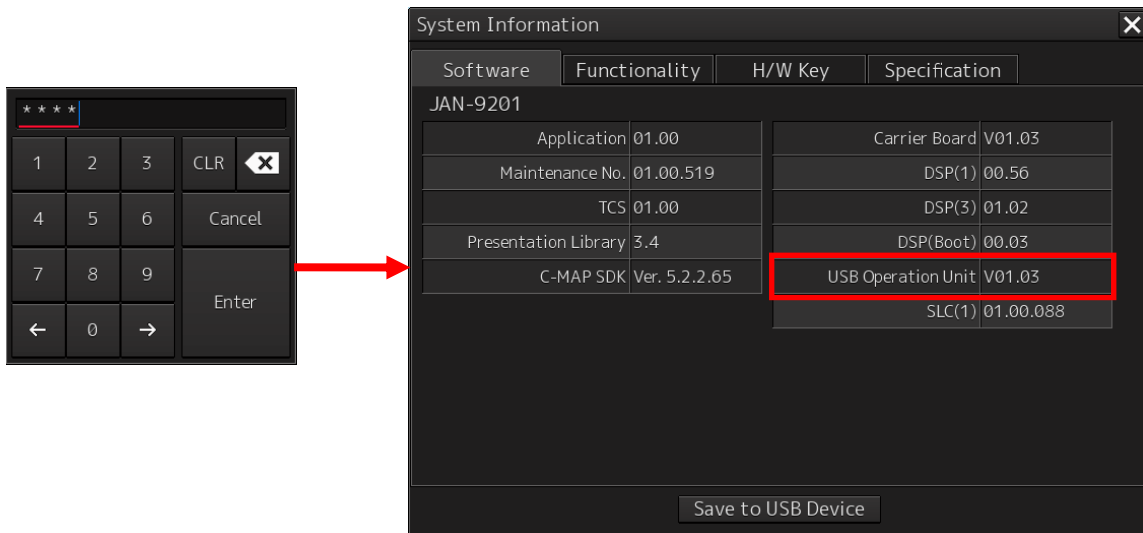 * * * *
1 2 3 CLR
4 5 6 Cancel
7 8 9 Enter
← 0 →
System Information
Software Functionality H/W Key Specification
JAN-9201
Application 01.00 Carrier Board V01.03
Maintenance No. 01.00.519 DSP(1) 00.56
TCS 01.00 DSP(3) 01.02
Presentation Library 3.4 DSP(Boot) 00.03
C-MAP SDK Ver. 5.2.2.65 USB Operation Unit V01.03
SLC(1) 01.00.088
Save to USB Device